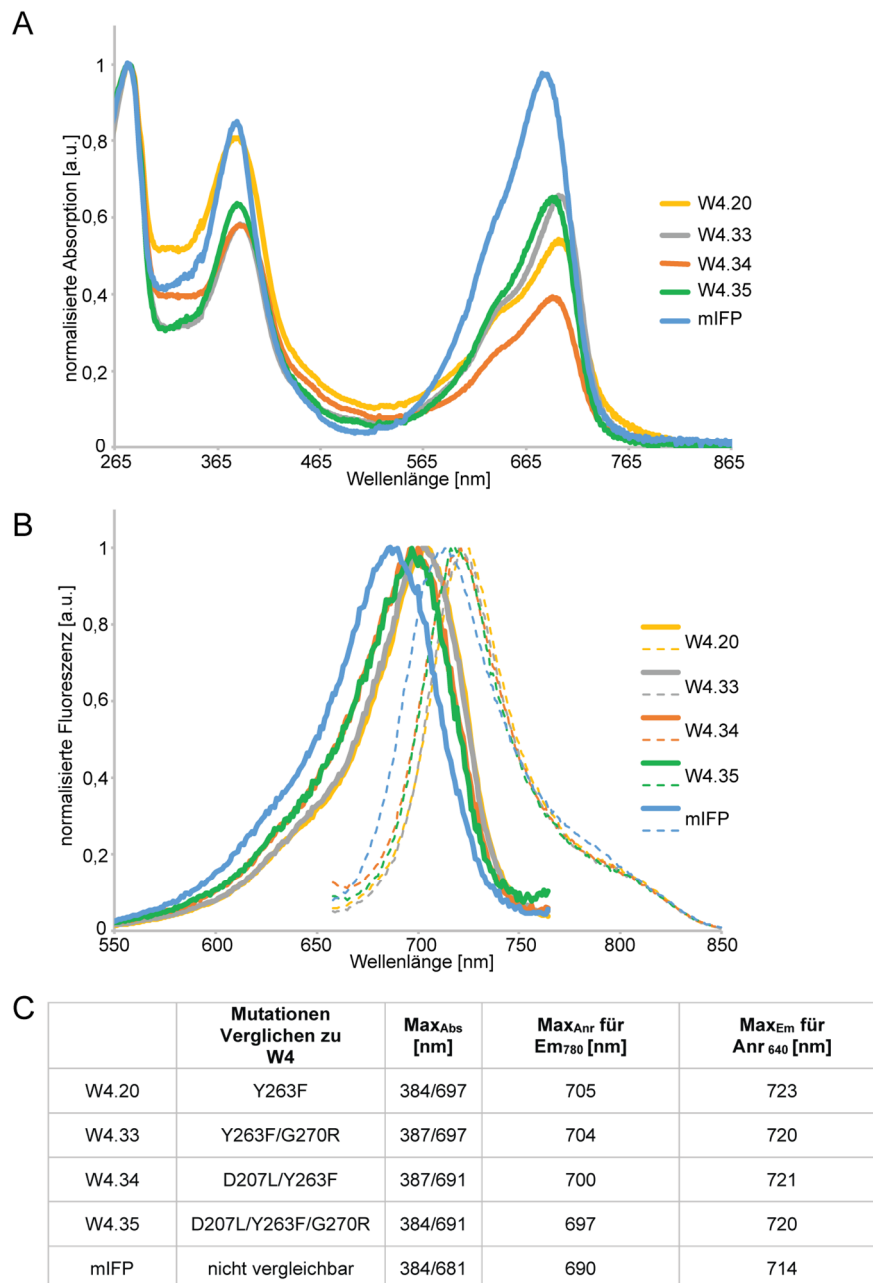 A
normalisierte Absorption [a.u.]
1
0,8
0,6
0,4
0,2
0
265
365
465
565
665
765
865
Wellenlänge [nm]
W4.20
W4.33
W4.34
W4.35
mIFP
B
normalisierte Fluoreszenz [a.u.]
1
0,8
0,6
0,4
0,2
0
550
600
650
700
750
800
850
Wellenlänge [nm]
W4.20
W4.33
W4.34
W4.35
mIFP
C
Mutationen
Verglichen zu
W4
MaxAbs
[nm]
MaxAnr für
Em780 [nm]
MaxEm für
Anr 640 [nm]
W4.20 Y263F 384/697 705 723
W4.33 Y263F/G270R 387/697 704 720
W4.34 D207L/Y263F 387/691 700 721
W4.35 D207L/Y263F/G270R 384/691 697 720
mIFP nicht vergleichbar 384/681 690 714